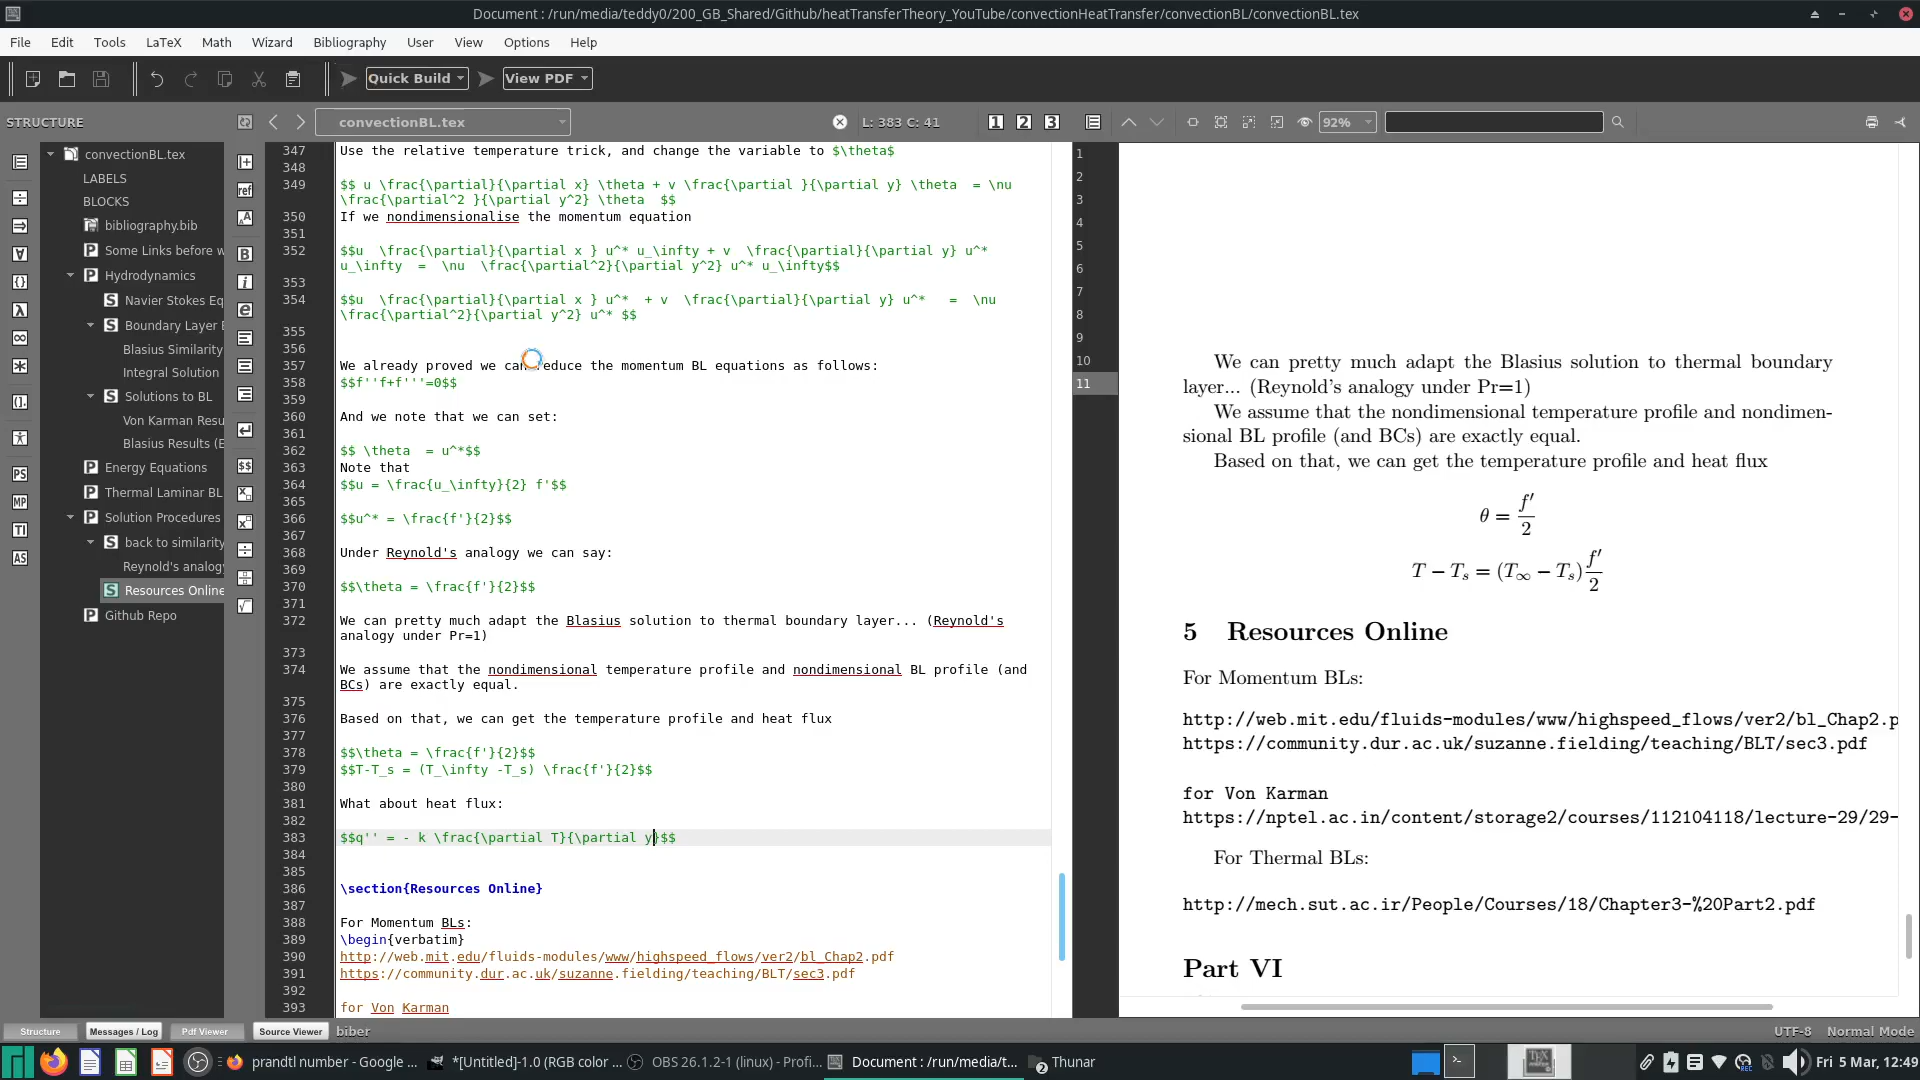 Document : /run/media/teddy0/200_GB_Shared/Github/heatTransferTheory_YouTube/convectionHeatTransfer/convectionBL/convectionBL.tex
File Edit Tools LaTeX Math Wizard Bibliography User View Options Help
Quick Build View PDF
STRUCTURE convectionBL.tex L: 383 C: 41 1 2 3 92%
convectionBL.tex
LABELS
BLOCKS
bibliography.bib
Some Links before w
Hydrodynamics
Navier Stokes Eq
Boundary Layer E
Blasius Similarity
Integral Solution
Solutions to BL
Von Karman Resu
Blasius Results (E
Energy Equations
Thermal Laminar BL
Solution Procedures
back to similarity
Reynold's analogy
Resources Online
Github Repo
PS
MP
TI
AS
ref
347 Use the relative temperature trick, and change the variable to $\theta$
348
349 $$ u \frac{\partial}{\partial x} \theta + v \frac{\partial }{\partial y} \theta  = \nu
\frac{\partial^2 }{\partial y^2} \theta  $$
350 If we nondimensionalise the momentum equation
351
352 $$u  \frac{\partial}{\partial x } u^* u_\infty + v  \frac{\partial}{\partial y} u^*
u_\infty  =  \nu  \frac{\partial^2}{\partial y^2} u^* u_\infty$$
353
354 $$u  \frac{\partial}{\partial x } u^*  + v  \frac{\partial}{\partial y} u^*   =  \nu
\frac{\partial^2}{\partial y^2} u^* $$
355
356
357 We already proved we can reduce the momentum BL equations as follows:
358 $$f''f+f'''=0$$
359
360 And we note that we can set:
361
362 $$ \theta  = u^*$$
363 Note that
364 $$u = \frac{u_\infty}{2} f'$$
365
366 $$u^* = \frac{f'}{2}$$
367
368 Under Reynold's analogy we can say:
369
370 $$\theta = \frac{f'}{2}$$
371
372 We can pretty much adapt the Blasius solution to thermal boundary layer... (Reynold's
analogy under Pr=1)
373
374 We assume that the nondimensional temperature profile and nondimensional BL profile (and
BCs) are exactly equal.
375
376 Based on that, we can get the temperature profile and heat flux
377
378 $$\theta = \frac{f'}{2}$$
379 $$T-T_s = (T_\infty -T_s) \frac{f'}{2}$$
380
381 What about heat flux:
382
383 $$q'' = - k \frac{\partial T}{\partial y}$$
384
385
386 \section{Resources Online}
387
388 For Momentum BLs:
389 \begin{verbatim}
390 http://web.mit.edu/fluids-modules/www/highspeed_flows/ver2/bl_Chap2.pdf
391 https://community.dur.ac.uk/suzanne.fielding/teaching/BLT/sec3.pdf
392
393 for Von Karman
1
2
3
4
5
6
7
8
9
10
11
We can pretty much adapt the Blasius solution to thermal boundary
layer... (Reynold's analogy under Pr=1)
We assume that the nondimensional temperature profile and nondimen-
sional BL profile (and BCs) are exactly equal.
Based on that, we can get the temperature profile and heat flux
θ = f′/2
T − Ts = (T∞ − Ts) f′/2
5 Resources Online
For Momentum BLs:
http://web.mit.edu/fluids-modules/www/highspeed_flows/ver2/bl_Chap2.p
https://community.dur.ac.uk/suzanne.fielding/teaching/BLT/sec3.pdf
for Von Karman
https://nptel.ac.in/content/storage2/courses/112104118/lecture-29/29-
For Thermal BLs:
http://mech.sut.ac.ir/People/Courses/18/Chapter3-%20Part2.pdf
Part VI
Structure Messages / Log Pdf Viewer Source Viewer biber UTF-8 Normal Mode
prandtl number - Google ... *[Untitled]-1.0 (RGB color ... OBS 26.1.2-1 (linux) - Profi... Document : /run/media/t... 2 Thunar Fri 5 Mar, 12:49